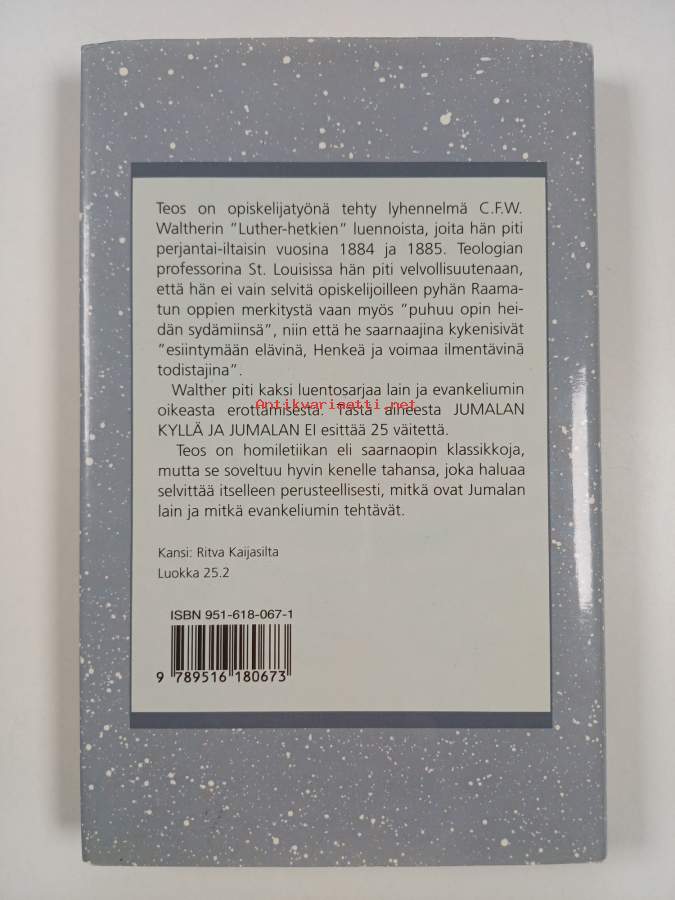 Teos on opiskelijatyönä tehty lyhennelmä C.F.W.
Waltherin ”Luther-hetkien” luennoista, joita hän piti
perjantai-iltaisin vuosina 1884 ja 1885. Teologian
professorina St. Louisissa hän piti velvollisuutenaan,
että hän ei vain selvitä opiskelijoilleen pyhän Raama-
tun oppien merkitystä vaan myös ”puhuu opin hei-
dän sydämiinsä”, niin että he saarnaajina kykenisivät
”esiintymään elävinä, Henkeä ja voimaa ilmentävinä
todistajina”.
Walther piti kaksi luentosarjaa lain ja evankeliumin
Antikvariaatti.net
oikeasta erottamisesta. Tästä aiheesta JUMALAN
KYLLÄ JA JUMALAN EI esittää 25 väitettä.
Teos on homiletiikan eli saarnaopin klassikkoja,
mutta se soveltuu hyvin kenelle tahansa, joka haluaa
selvittää itselleen perusteellisesti, mitkä ovat Jumalan
lain ja mitkä evankeliumin tehtävät.
Kansi: Ritva Kaijasilta
Luokka 25.2
ISBN 951-618-067-1
9 789516 180673